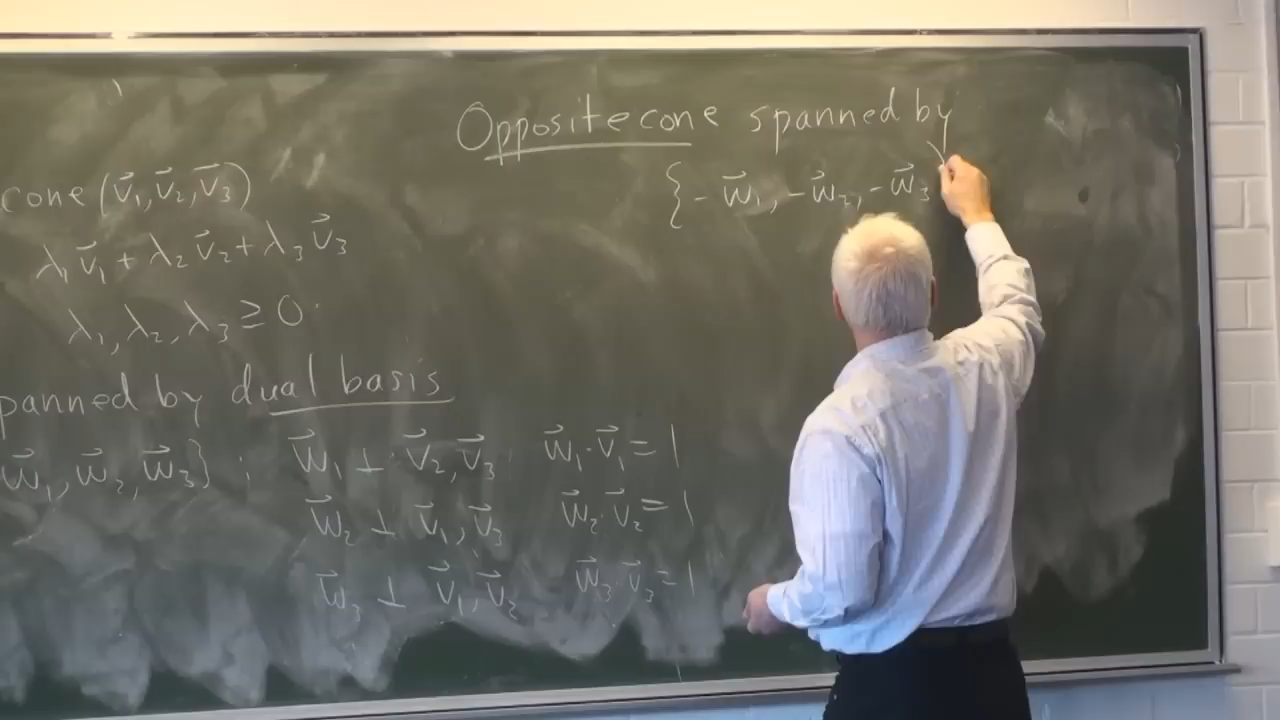 cone (v⃗₁, v⃗₂, v⃗₃)
λ₁v⃗₁ + λ₂v⃗₂ + λ₃v⃗₃
λ₁, λ₂, λ₃ ≥ 0.
panned by dual basis
w⃗₁, w⃗₂, w⃗₃} ; w⃗₁ ⊥ v⃗₂, v⃗₃ w⃗₁·v⃗₁ = 1
w⃗₂ ⊥ v⃗₁, v⃗₃ w⃗₂·v⃗₂ = 1
w⃗₃ ⊥ v⃗₁, v⃗₂ w⃗₃·v⃗₃ = 1
Opposite cone spanned by
{-w⃗₁, -w⃗₂, -w⃗₃